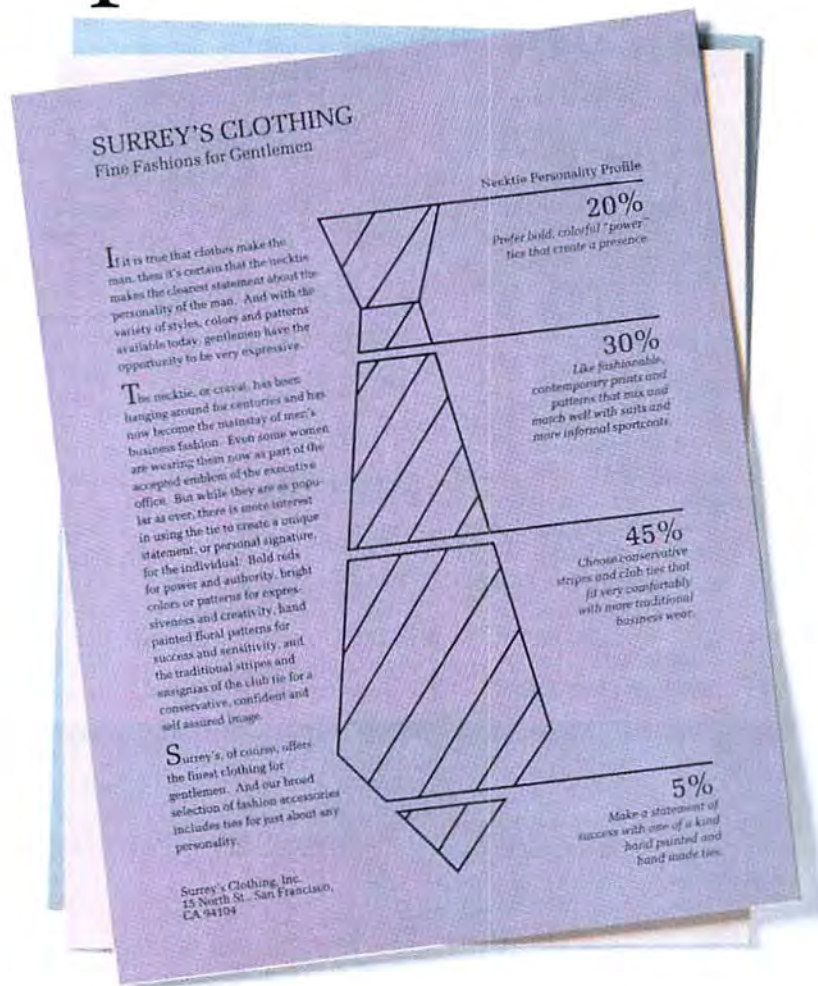 SURREY'S CLOTHING
Fine Fashions for Gentlemen
If it is true that clothes make the
man, then it's certain that the necktie
makes the clearest statement about the
personality of the man. And with the
variety of styles, colors and patterns
available today, gentlemen have the
opportunity to be very expressive.
The necktie, or cravat, has been
hanging around for centuries and has
now become the mainstay of men's
business fashion. Even some women
are wearing them now as part of the
accepted emblem of the executive
office. But while they are as popu-
lar as ever, there is more interest
in using the tie to create a unique
statement, or personal signature,
for the individual. Bold reds
for power and authority, bright
colors or patterns for expres-
siveness and creativity, hand
painted floral patterns for
success and sensitivity, and
the traditional stripes and
ensignias of the club tie for a
conservative, confident and
self assured image.
Surrey's, of course, offers
the finest clothing for
gentlemen. And our broad
selection of fashion accessories
includes ties for just about any
personality.
Surrey's Clothing, Inc.
15 North St., San Francisco,
CA 94104
Necktie Personality Profile
20%
Prefer bold, colorful "power"
ties that create a presence.
30%
Like fashionable,
contemporary prints and
patterns that mix and
match well with suits and
more informal sportcoats.
45%
Choose conservative
stripes and club ties that
fit very comfortably
with more traditional
business wear.
5%
Make a statement of
success with one of a kind
hand painted and
hand made ties.